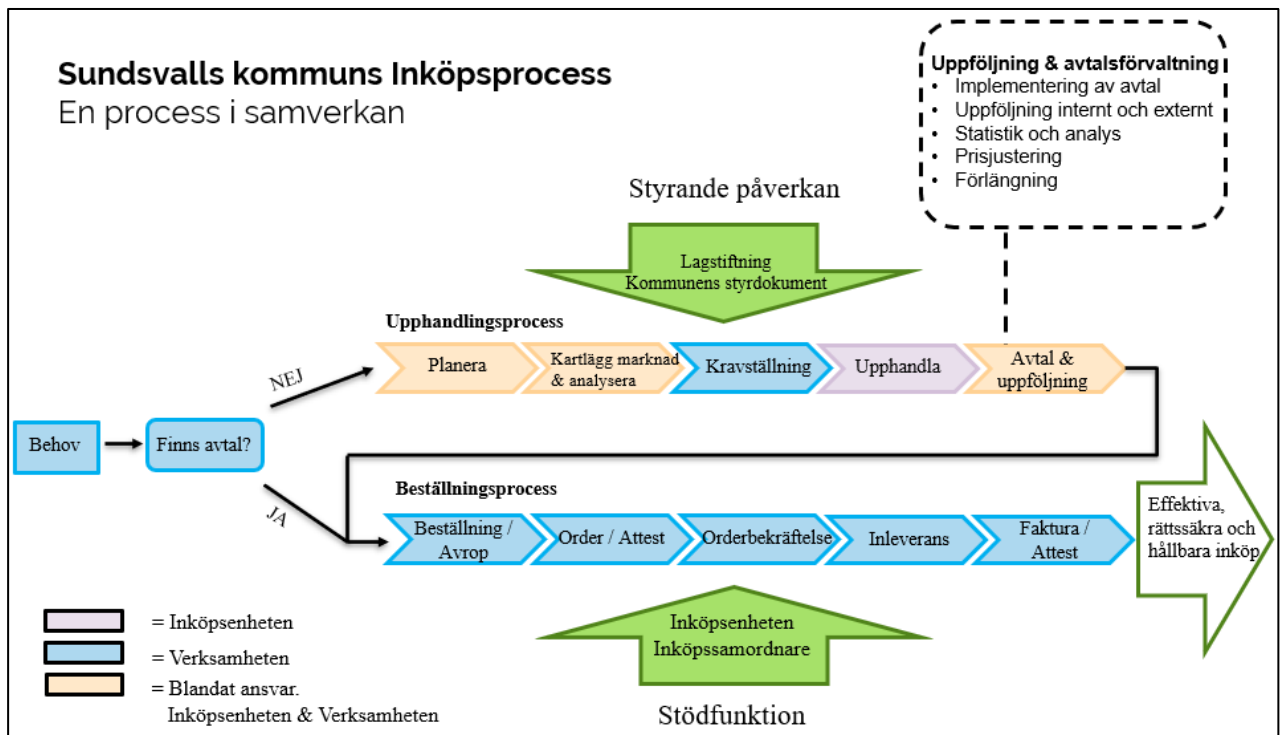 Sundsvalls kommuns Inköpsprocess
En process i samverkan
Uppföljning & avtalsförvaltning
• Implementering av avtal
• Uppföljning internt och externt
• Statistik och analys
• Prisjustering
• Förlängning
Styrande påverkan
Lagstiftning
Kommunens styrdokument
Upphandlingsprocess
Planera
Kartlägg marknad
& analysera
Kravställning
Upphandla
Avtal &
uppföljning
NEJ
Behov
Finns avtal?
JA
Beställningsprocess
Beställning /
Avrop
Order / Attest
Orderbekräftelse
Inleverans
Faktura /
Attest
Effektiva,
rättssäkra och
hållbara inköp
Inköpsenheten
Inköpssamordnare
Stödfunktion
= Inköpsenheten
= Verksamheten
= Blandat ansvar.
Inköpsenheten & Verksamheten